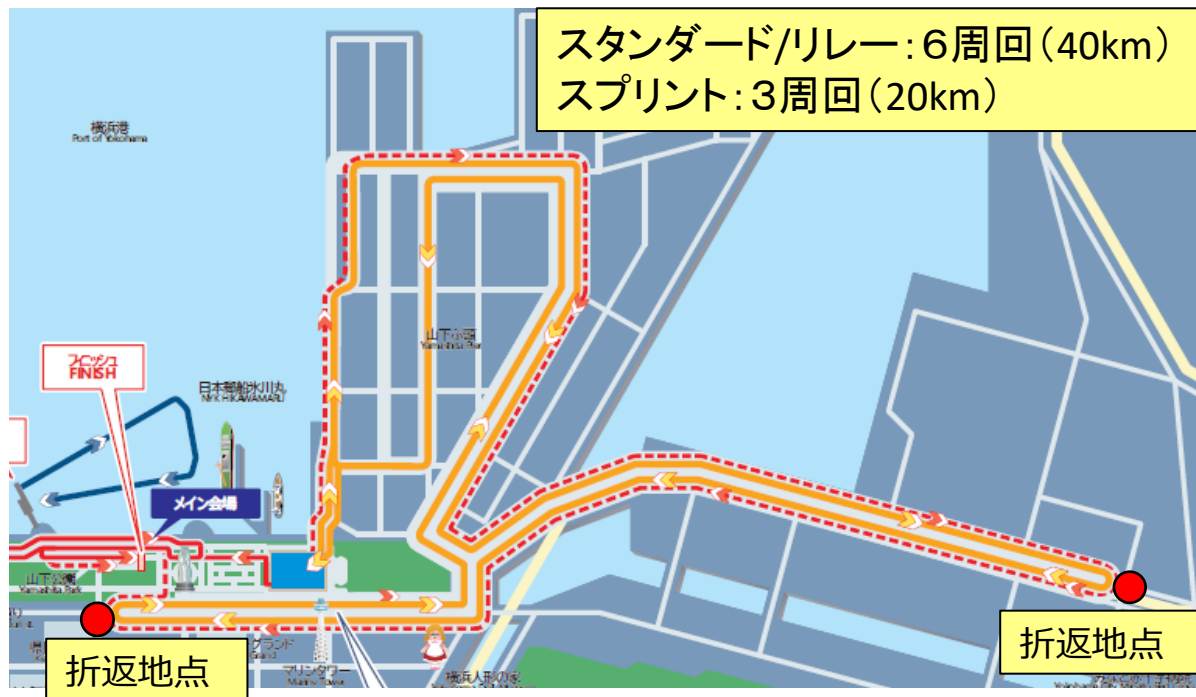 スタンダード/リレー：６周回（40km）
スプリント：３周回（20km）
横浜港
Port of Yokohama
山下ふ頭
フィニッシュ
FINISH
日本郵船氷川丸
NYK HIKAWAMARU
メイン会場
山下公園
Yamashita Park
折返地点
マリンタワー
Marine Tower
横浜人形の家
折返地点